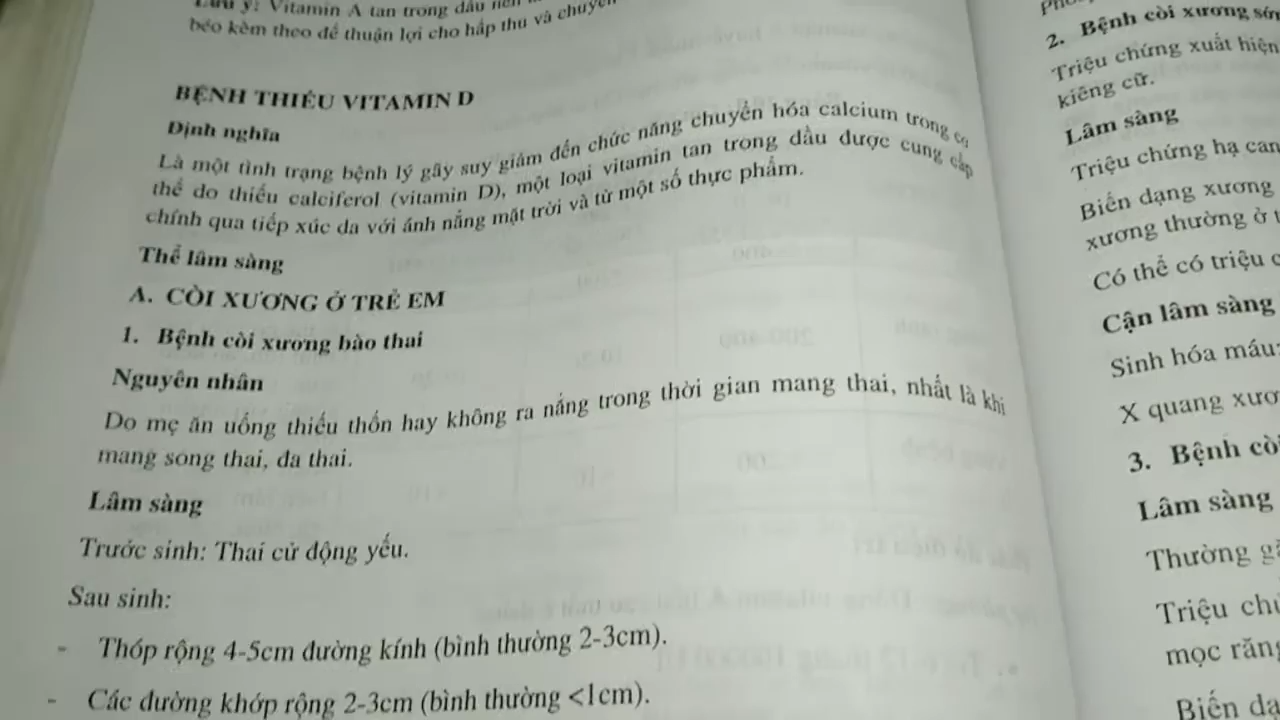 Lưu ý: Vitamin A tan trong dầu nên
béo kèm theo để thuận lợi cho hấp thu và chuyển
BỆNH THIẾU VITAMIN D
Định nghĩa
Là một tình trạng bệnh lý gây suy giảm đến chức năng chuyển hóa calcium trong cơ
thể do thiếu calciferol (vitamin D), một loại vitamin tan trong dầu được cung cấp
chính qua tiếp xúc da với ánh nắng mặt trời và từ một số thực phẩm.
Thể lâm sàng
A. CÒI XƯƠNG Ở TRẺ EM
1. Bệnh còi xương bào thai
Nguyên nhân
Do mẹ ăn uống thiếu thốn hay không ra nắng trong thời gian mang thai, nhất là khi
mang song thai, đa thai.
Lâm sàng
Trước sinh: Thai cử động yếu.
Sau sinh:
- Thóp rộng 4-5cm đường kính (bình thường 2-3cm).
- Các đường khớp rộng 2-3cm (bình thường <1cm).
2. Bệnh còi xương sớm
Triệu chứng xuất hiện
kiêng cữ.
Lâm sàng
Triệu chứng hạ can
Biến dạng xương
xương thường ở
Có thể có triệu
Cận lâm sàng
Sinh hóa máu:
X quang xươ
3. Bệnh cò
Lâm sàng
Thường
Triệu
mọc răng
Biến dạ